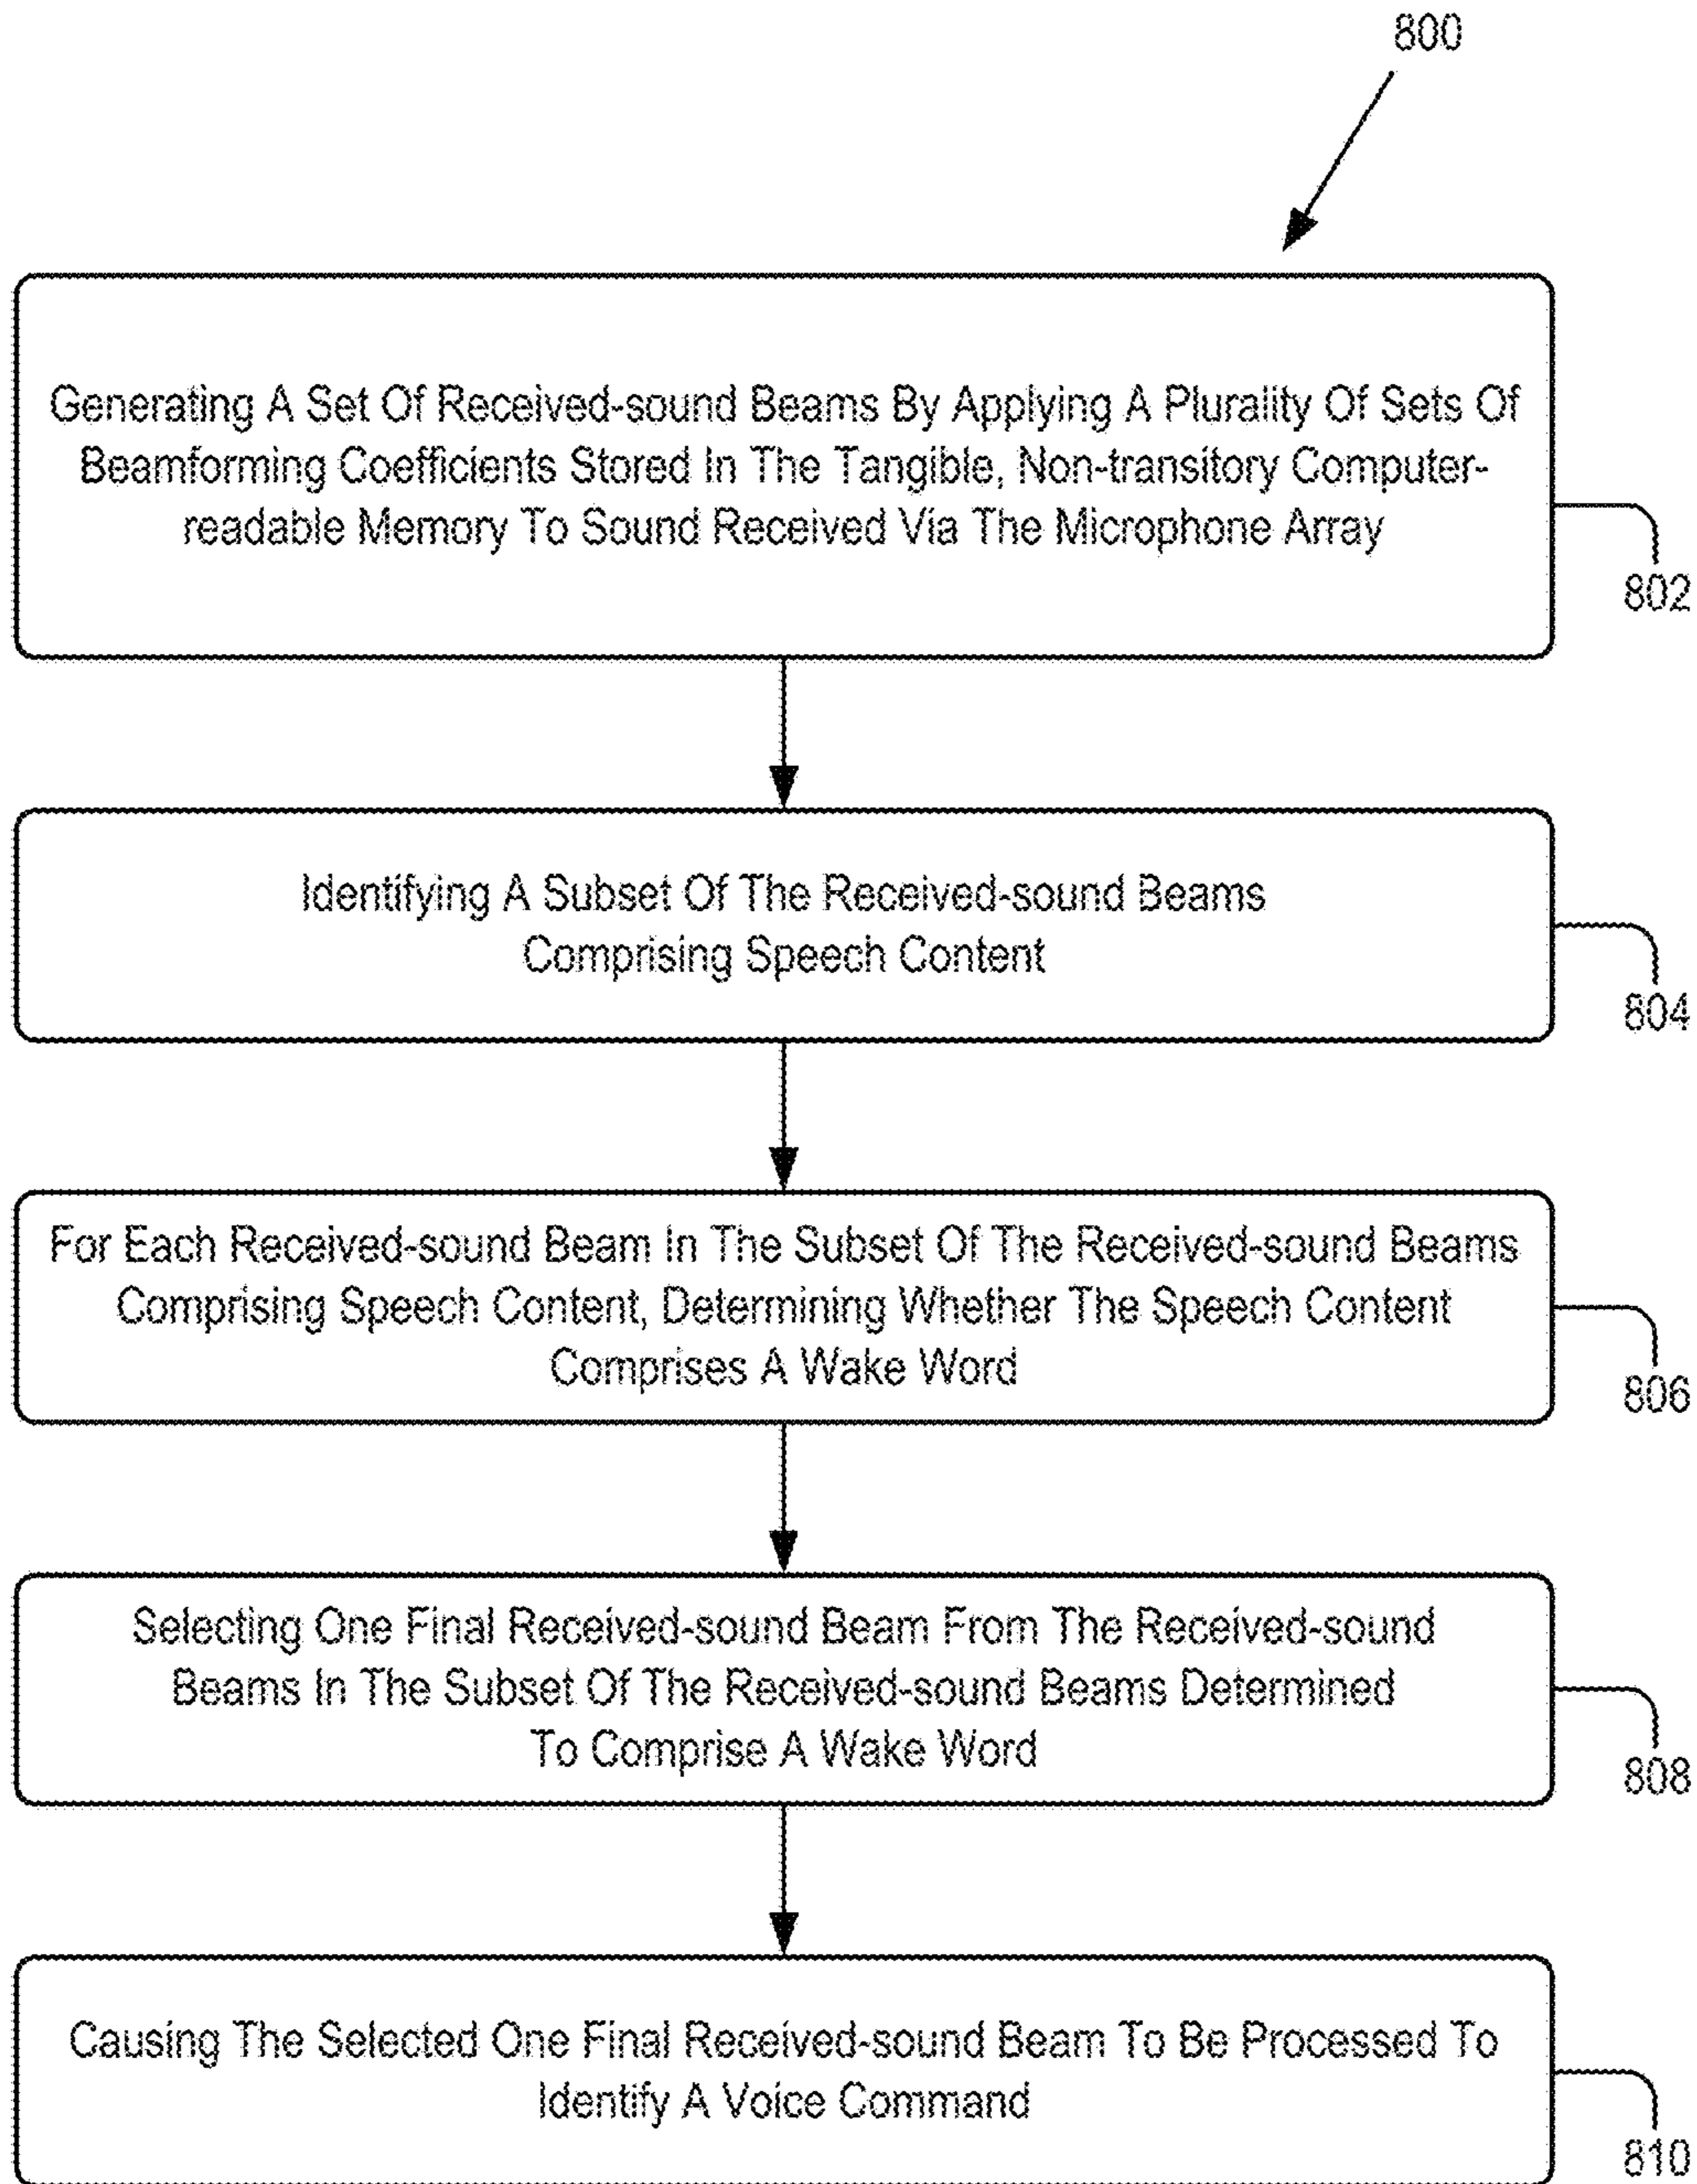 800
Generating A Set Of Received-sound Beams By Applying A Plurality Of Sets Of
Beamforming Coefficients Stored In The Tangible, Non-transitory Computer-
readable Memory To Sound Received Via The Microphone Array
802
Identifying A Subset Of The Received-sound Beams
Comprising Speech Content
804
For Each Received-sound Beam In The Subset Of The Received-sound Beams
Comprising Speech Content, Determining Whether The Speech Content
Comprises A Wake Word
806
Selecting One Final Received-sound Beam From The Received-sound
Beams In The Subset Of The Received-sound Beams Determined
To Comprise A Wake Word
808
Causing The Selected One Final Received-sound Beam To Be Processed To
Identify A Voice Command
810